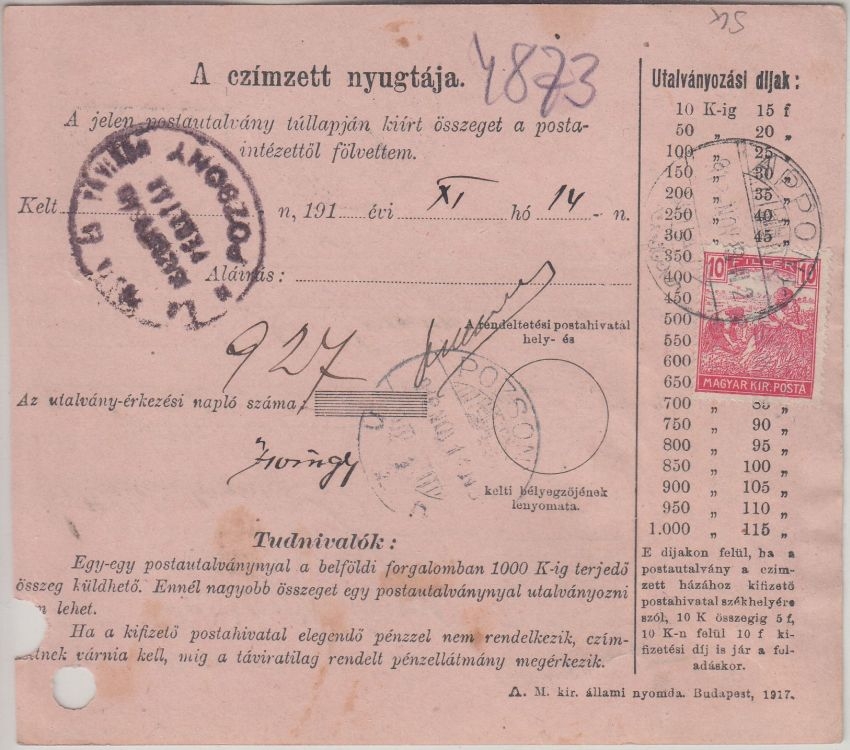 A czímzett nyugtája.
4873
A jelen postautalvány túllapján kiírt összeget a posta-
intézettől fölvettem.
Kelt n, 191 évi XI hó 14 - n.
POZSONY
Aláirás:
927
A rendeltetési postahivatal
hely- és
Az utalvány-érkezési napló száma:
POZSON
kelti bélyegzőjének
lenyomata.
Tudnivalók:
Egy-egy postautalványnyal a belföldi forgalomban 1000 K-ig terjedő
összeg küldhető. Ennél nagyobb összeget egy postautalványnyal utalványozni
lehet.
Ha a kifizető postahivatal elegendő pénzzel nem rendelkezik, czím-
várnia kell, míg a táviratilag rendelt pénzellátmány megérkezik.
Utalványozási díjak:
10 K-ig 15 f
50 „ 20 „
100 „ 25 „
150 „ 30 „
200 „ 35 „
250 „ 40 „
300 „ 45 „
350
400
450
500
550
600
650
700 „ 85 „
750 „ 90 „
800 „ 95 „
850 „ 100 „
900 „ 105 „
950 „ 110 „
1.000 „ 115 „
APPON
10 FILLÉR 10
MAGYAR KIR. POSTA
E díjakon felül, ha a
postautalvány a czim-
zett házához kifizető
postahivatal székhelyére
szól, 10 K összegig 5 f,
10 K-n felül 10 f ki-
fizetési díj is jár a fel-
adáskor.
A. M. kir. állami nyomda. Budapest, 1917.